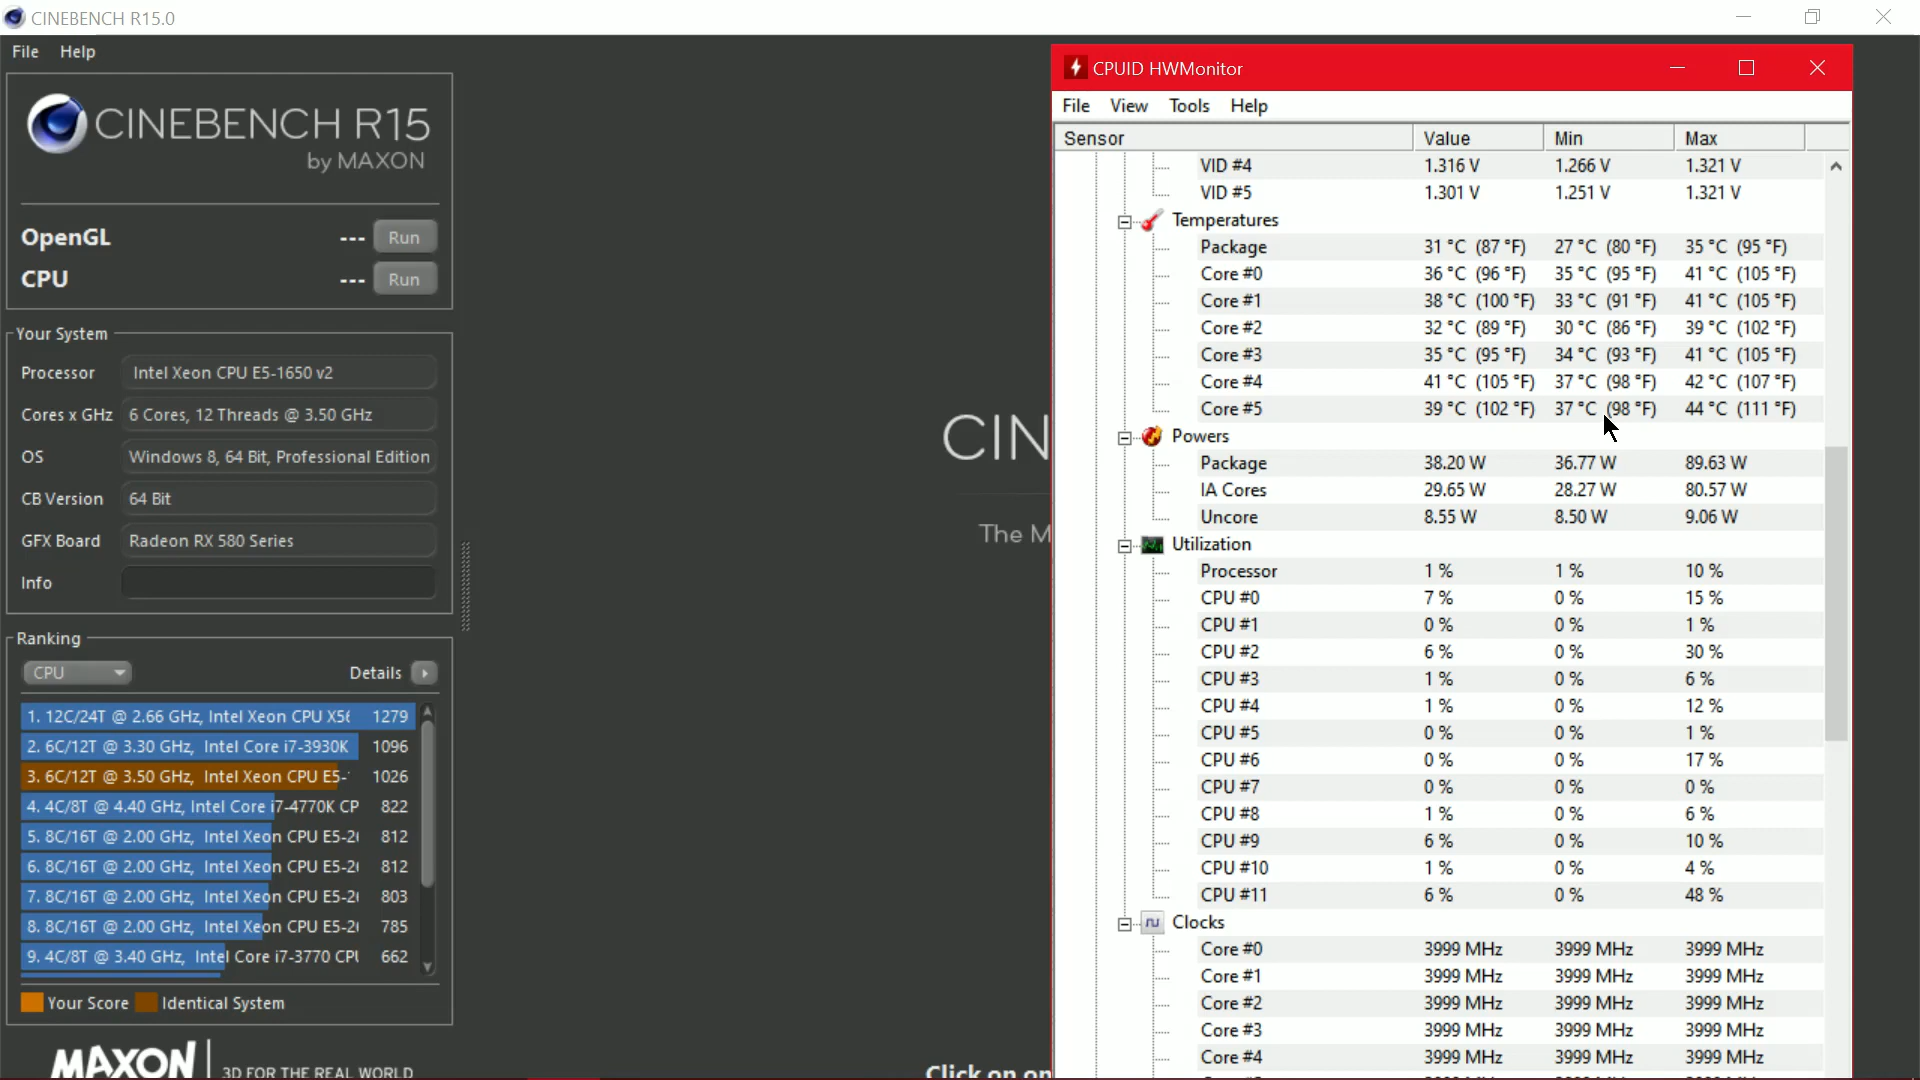 CINEBENCH R15.0
File Help
CINEBENCH R15
by MAXON
OpenGL --- Run
CPU --- Run
Your System
Processor Intel Xeon CPU E5-1650 v2
Cores x GHz 6 Cores, 12 Threads @ 3.50 GHz
OS Windows 8, 64 Bit, Professional Edition
CB Version 64 Bit
GFX Board Radeon RX 580 Series
Info
Ranking
CPU Details
1. 12C/24T @ 2.66 GHz, Intel Xeon CPU X56 1279
2. 6C/12T @ 3.30 GHz, Intel Core i7-3930K 1096
3. 6C/12T @ 3.50 GHz, Intel Xeon CPU E5- 1026
4. 4C/8T @ 4.40 GHz, Intel Core i7-4770K CP 822
5. 8C/16T @ 2.00 GHz, Intel Xeon CPU E5-2 812
6. 8C/16T @ 2.00 GHz, Intel Xeon CPU E5-2 812
7. 8C/16T @ 2.00 GHz, Intel Xeon CPU E5-2 803
8. 8C/16T @ 2.00 GHz, Intel Xeon CPU E5-2 785
9. 4C/8T @ 3.40 GHz, Intel Core i7-3770 CPU 662
Your Score Identical System
MAXON 3D FOR THE REAL WORLD
CIN
The M
Click on on
CPUID HWMonitor
File View Tools Help
Sensor Value Min Max
VID #4 1.316 V 1.266 V 1.321 V
VID #5 1.301 V 1.251 V 1.321 V
Temperatures
Package 31 °C (87 °F) 27 °C (80 °F) 35 °C (95 °F)
Core #0 36 °C (96 °F) 35 °C (95 °F) 41 °C (105 °F)
Core #1 38 °C (100 °F) 33 °C (91 °F) 41 °C (105 °F)
Core #2 32 °C (89 °F) 30 °C (86 °F) 39 °C (102 °F)
Core #3 35 °C (95 °F) 34 °C (93 °F) 41 °C (105 °F)
Core #4 41 °C (105 °F) 37 °C (98 °F) 42 °C (107 °F)
Core #5 39 °C (102 °F) 37 °C (98 °F) 44 °C (111 °F)
Powers
Package 38.20 W 36.77 W 89.63 W
IA Cores 29.65 W 28.27 W 80.57 W
Uncore 8.55 W 8.50 W 9.06 W
Utilization
Processor 1 % 1 % 10 %
CPU #0 7 % 0 % 15 %
CPU #1 0 % 0 % 1 %
CPU #2 6 % 0 % 30 %
CPU #3 1 % 0 % 6 %
CPU #4 1 % 0 % 12 %
CPU #5 0 % 0 % 1 %
CPU #6 0 % 0 % 17 %
CPU #7 0 % 0 % 0 %
CPU #8 1 % 0 % 6 %
CPU #9 6 % 0 % 10 %
CPU #10 1 % 0 % 4 %
CPU #11 6 % 0 % 48 %
Clocks
Core #0 3999 MHz 3999 MHz 3999 MHz
Core #1 3999 MHz 3999 MHz 3999 MHz
Core #2 3999 MHz 3999 MHz 3999 MHz
Core #3 3999 MHz 3999 MHz 3999 MHz
Core #4 3999 MHz 3999 MHz 3999 MHz